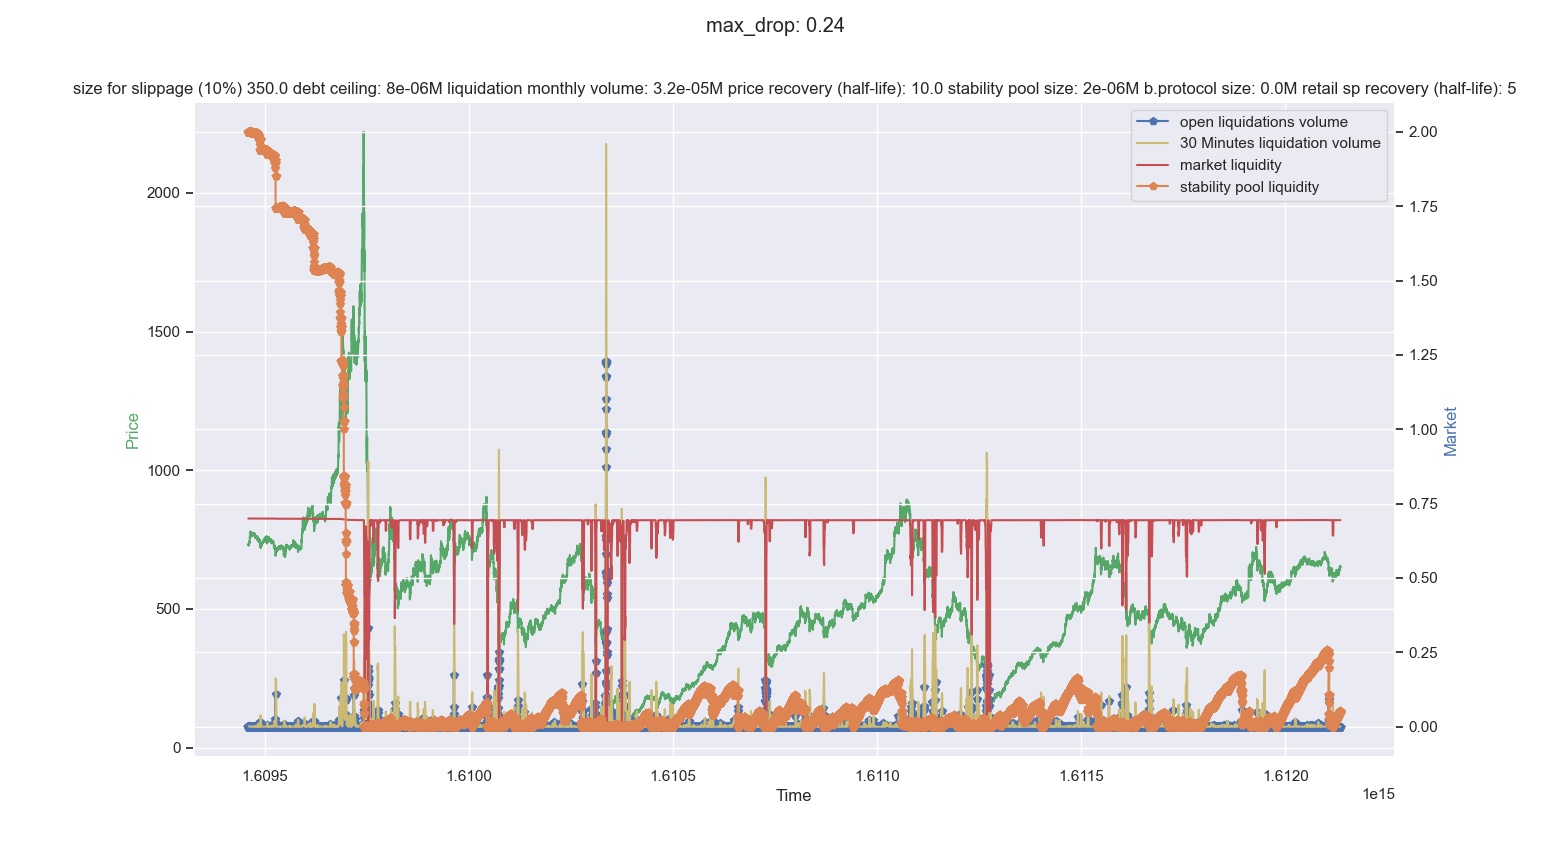 max_drop: 0.24
size for slippage (10%) 350.0 debt ceiling: 8e-06M liquidation monthly volume: 3.2e-05M price recovery (half-life): 10.0 stability pool size: 2e-06M b.protocol size: 0.0M retail sp recovery (half-life): 5
open liquidations volume
30 Minutes liquidation volume
market liquidity
stability pool liquidity
2000
1500
1000
500
0
Price
2.00
1.75
1.50
1.25
1.00
0.75
0.50
0.25
0.00
Market
1.6095 1.6100 1.6105 1.6110 1.6115 1.6120
Time
1e15